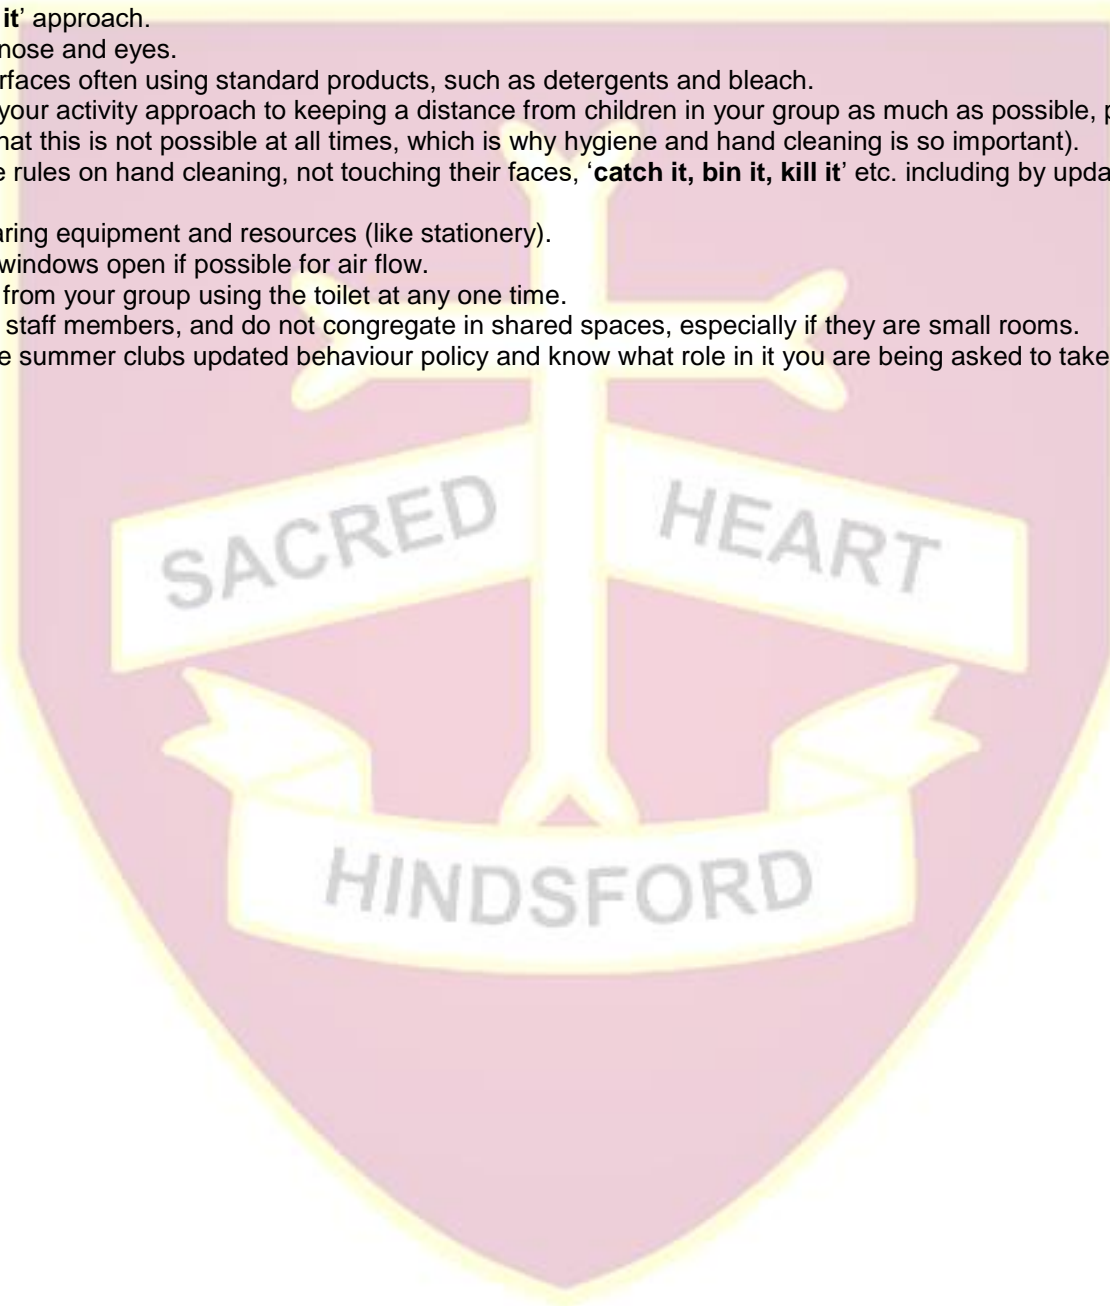 it’ approach.
nose and eyes.
rfaces often using standard products, such as detergents and bleach.
your activity approach to keeping a distance from children in your group as much as possible, p
hat this is not possible at all times, which is why hygiene and hand cleaning is so important).
e rules on hand cleaning, not touching their faces, ‘catch it, bin it, kill it’ etc. including by upda
aring equipment and resources (like stationery).
windows open if possible for air flow.
from your group using the toilet at any one time.
staff members, and do not congregate in shared spaces, especially if they are small rooms.
e summer clubs updated behaviour policy and know what role in it you are being asked to take
SACRED HEART
HINDSFORD